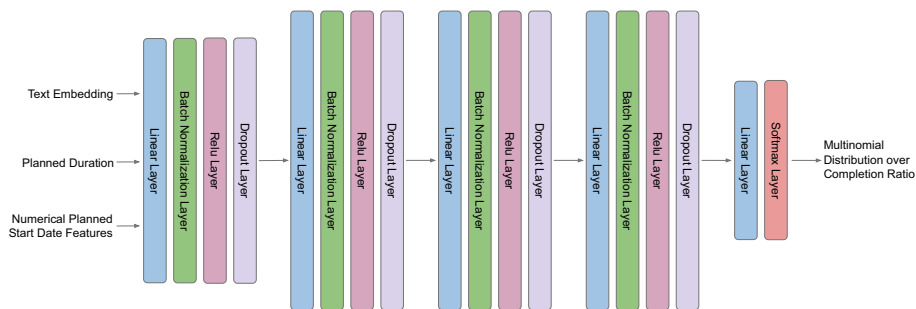 Text Embedding
Planned Duration
Numerical Planned
Start Date Features
Linear Layer
Batch Normalization Layer
Relu Layer
Dropout Layer
Linear Layer
Batch Normalization Layer
Relu Layer
Dropout Layer
Linear Layer
Batch Normalization Layer
Relu Layer
Dropout Layer
Linear Layer
Batch Normalization Layer
Relu Layer
Dropout Layer
Linear Layer
Softmax Layer
Multinomial
Distribution over
Completion Ratio